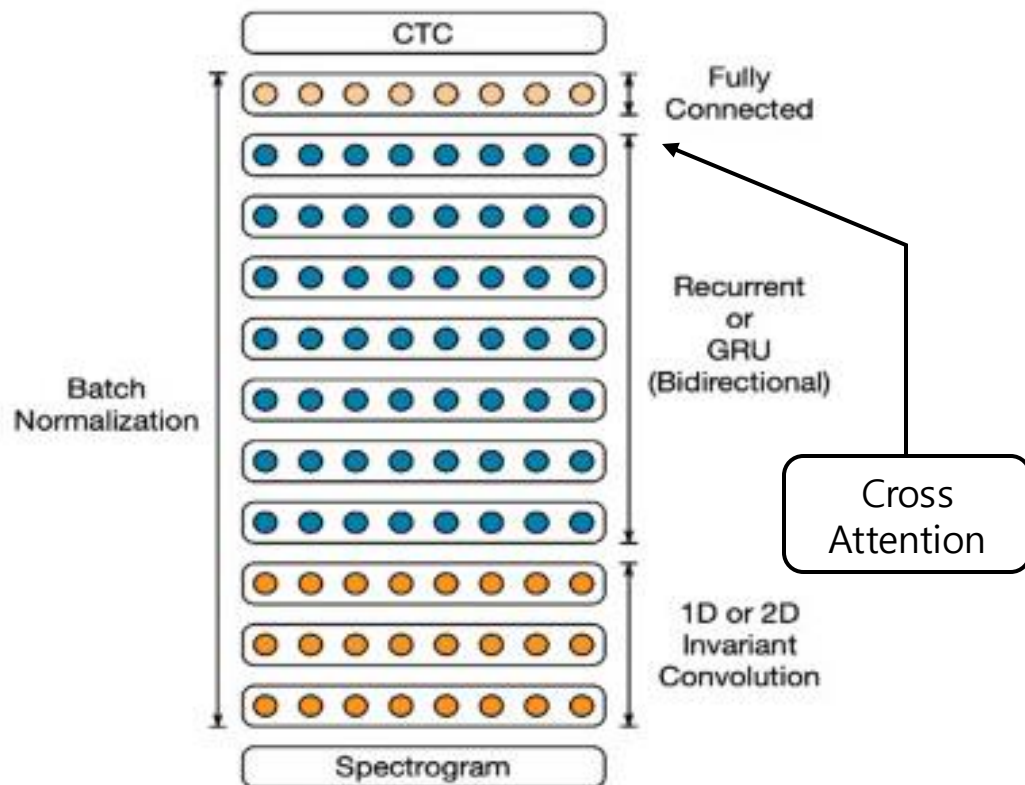 CTC
Fully
Connected
Recurrent
or
GRU
(Bidirectional)
Batch
Normalization
Cross
Attention
1D or 2D
Invariant
Convolution
Spectrogram